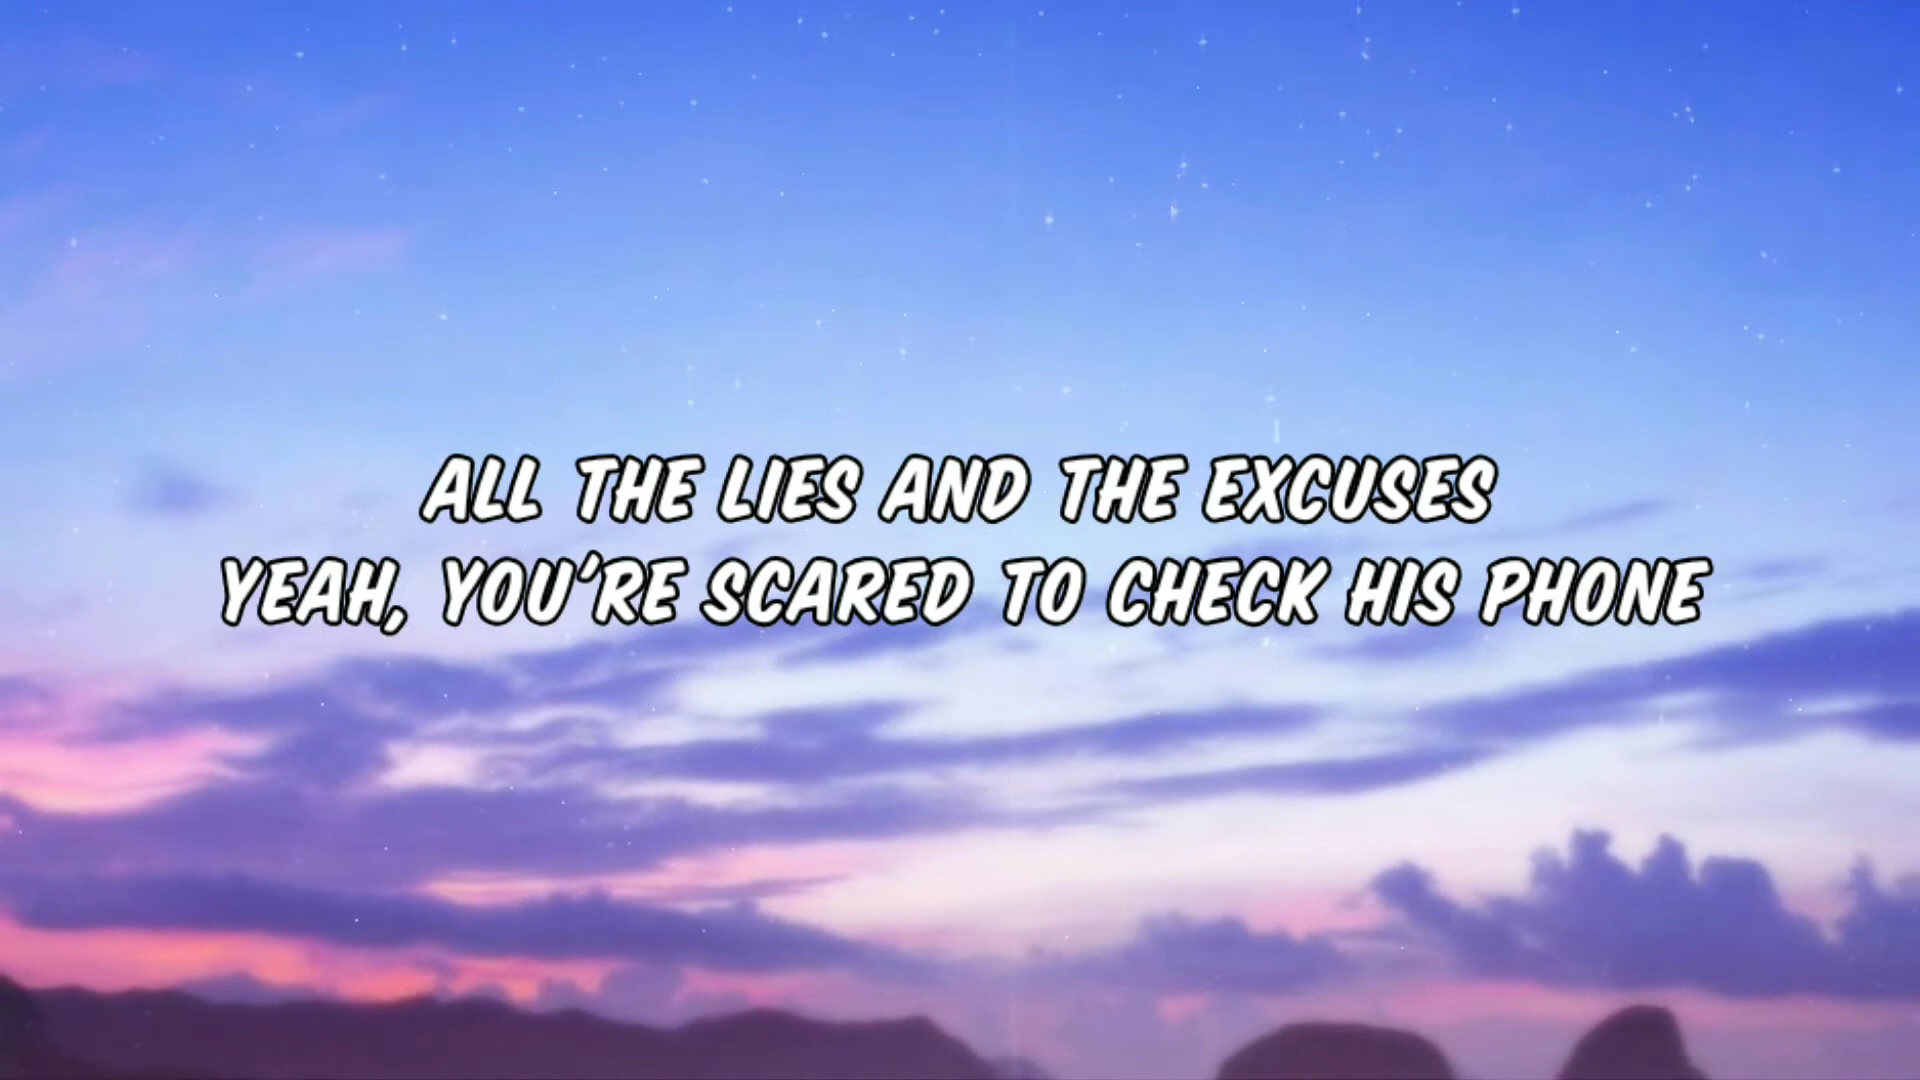 ALL THE LIES AND THE EXCUSES
YEAH, YOU'RE SCARED TO CHECK HIS PHONE